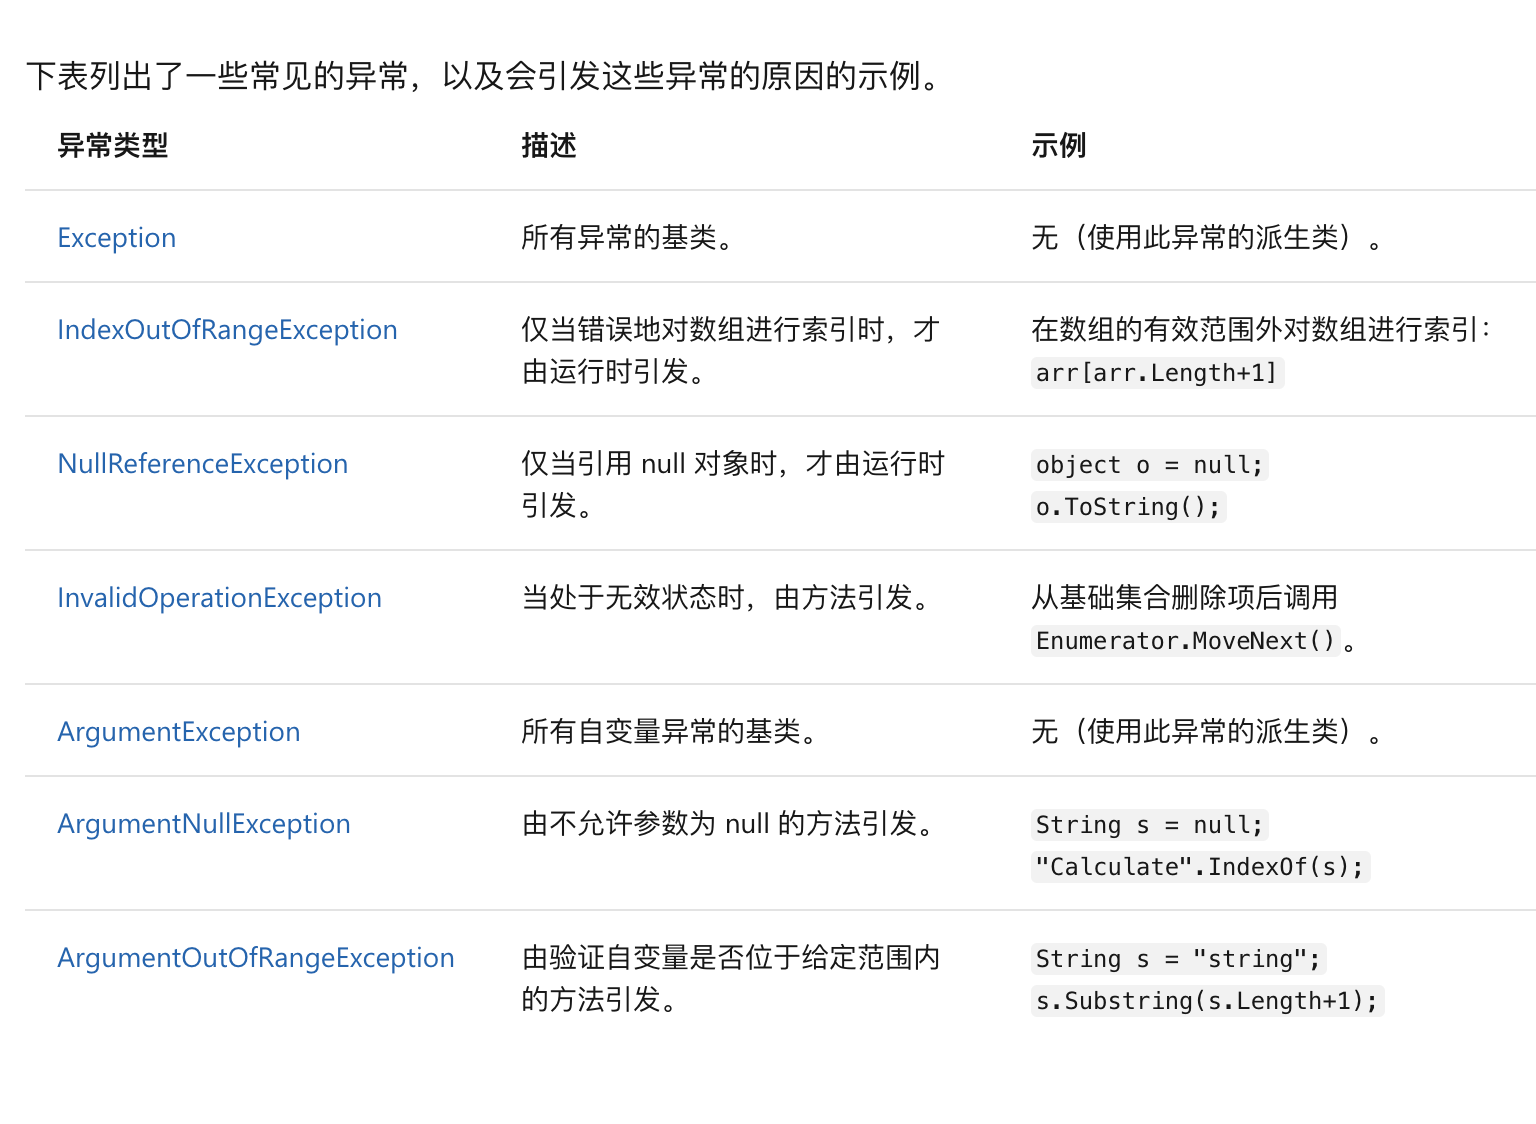 下表列出了一些常见的异常，以及会引发这些异常的原因的示例。
异常类型 描述 示例
Exception 所有异常的基类。 无（使用此异常的派生类）。
IndexOutOfRangeException 仅当错误地对数组进行索引时，才 在数组的有效范围外对数组进行索引：
由运行时引发。 arr[arr.Length+1]
NullReferenceException 仅当引用 null 对象时，才由运行时 object o = null;
引发。 o.ToString();
InvalidOperationException 当处于无效状态时，由方法引发。 从基础集合删除项后调用
Enumerator.MoveNext()。
ArgumentException 所有自变量异常的基类。 无（使用此异常的派生类）。
ArgumentNullException 由不允许参数为 null 的方法引发。 String s = null;
"Calculate".IndexOf(s);
ArgumentOutOfRangeException 由验证自变量是否位于给定范围内 String s = "string";
的方法引发。 s.Substring(s.Length+1);